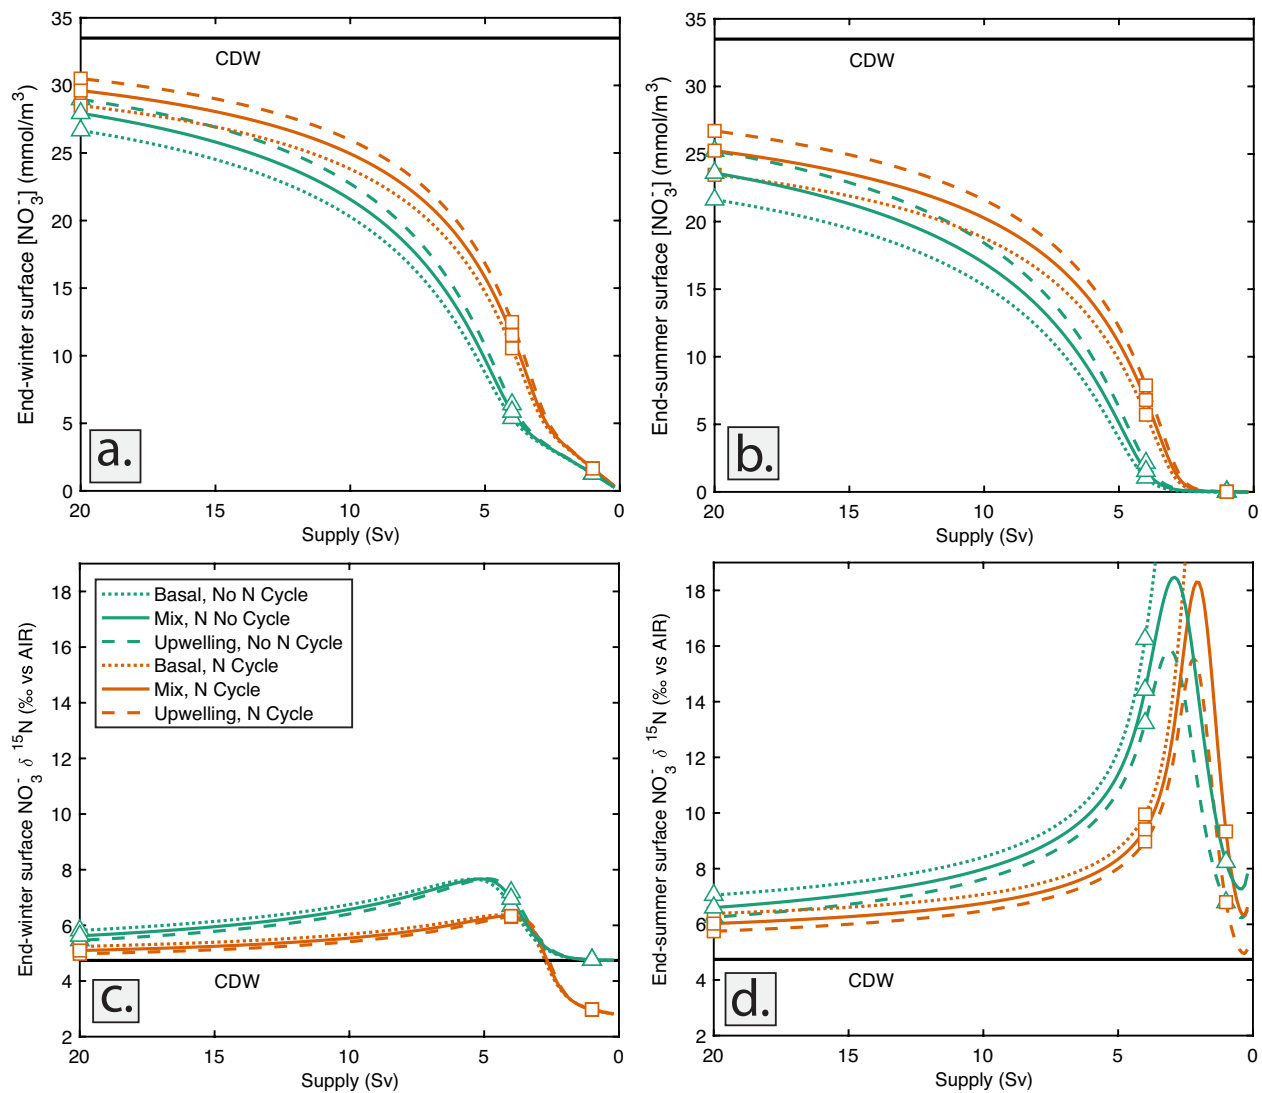 End-winter surface [NO₃⁻] (mmol/m³)
35
30
25
20
15
10
5
0
CDW
a.
20 15 10 5 0
Supply (Sv)
End-summer surface [NO₃⁻] (mmol/m³)
35
30
25
20
15
10
5
0
CDW
b.
20 15 10 5 0
Supply (Sv)
End-winter surface NO₃⁻ δ ¹⁵N (‰ vs AIR)
18
16
14
12
10
8
6
4
2
Basal, No N Cycle
Mix, N No Cycle
Upwelling, No N Cycle
Basal, N Cycle
Mix, N Cycle
Upwelling, N Cycle
CDW
c.
20 15 10 5 0
Supply (Sv)
End-summer surface NO₃⁻ δ ¹⁵N (‰ vs AIR)
18
16
14
12
10
8
6
4
2
CDW
d.
20 15 10 5 0
Supply (Sv)